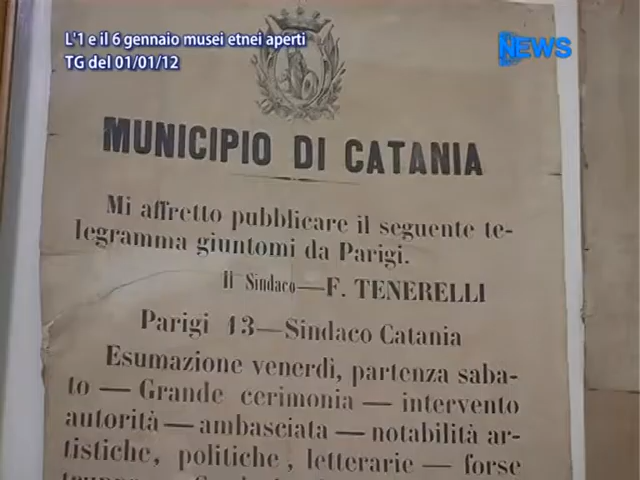 L'1 e il 6 gennaio musei etnei aperti
TG del 01/01/12
NEWS
MUNICIPIO DI CATANIA
Mi affretto pubblicare il seguente te-
legramma giuntomi da Parigi.
Il Sindaco—F. TENERELLI
Parigi 13—Sindaco Catania
Esumazione venerdì, partenza saba-
to — Grande cerimonia — intervento
autorità — ambasciata — notabilità ar-
tistiche, politiche, letterarie — forse